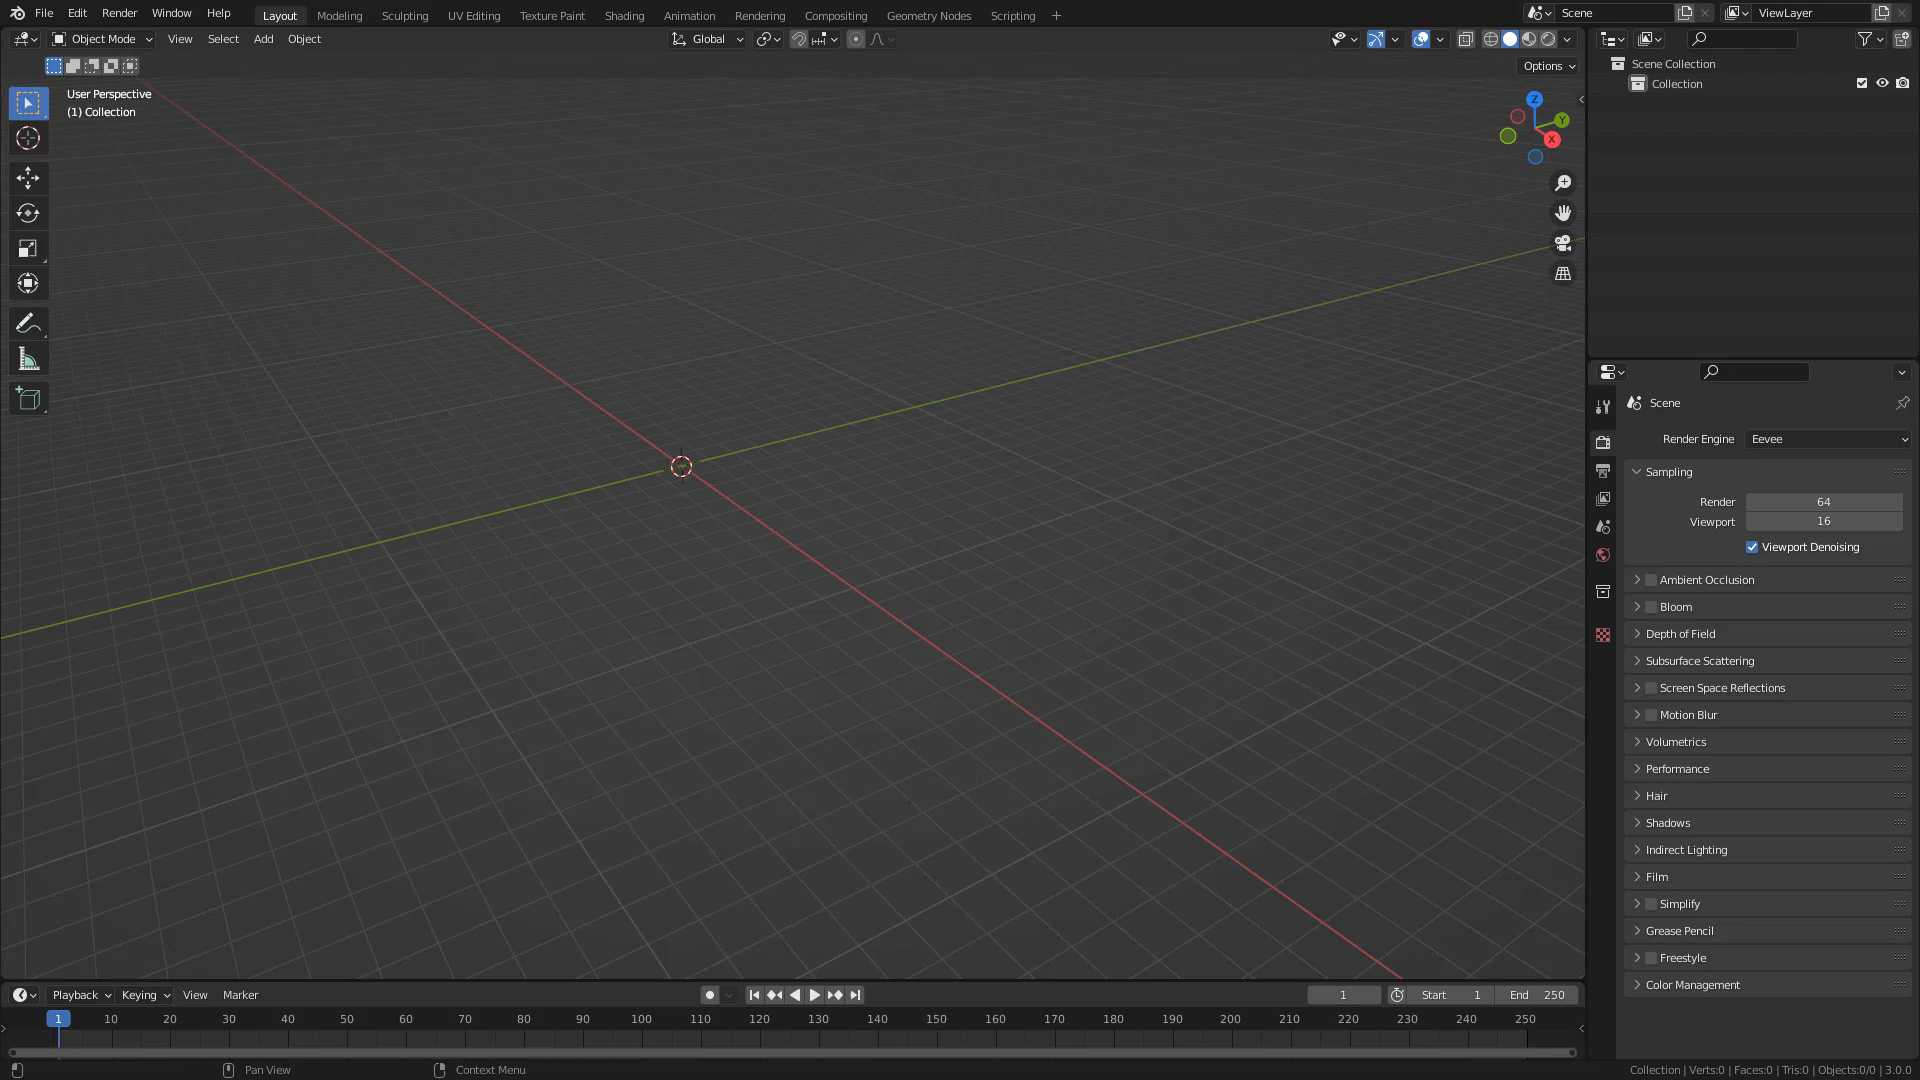 File Edit Render Window Help Layout Modeling Sculpting UV Editing Texture Paint Shading Animation Rendering Compositing Geometry Nodes Scripting + Scene ViewLayer
Object Mode View Select Add Object Global
Options
User Perspective
(1) Collection
Z
Y
X
Scene Collection
Collection
Scene
Render Engine Eevee
Sampling
Render 64
Viewport 16
Viewport Denoising
Ambient Occlusion
Bloom
Depth of Field
Subsurface Scattering
Screen Space Reflections
Motion Blur
Volumetrics
Performance
Hair
Shadows
Indirect Lighting
Film
Simplify
Grease Pencil
Freestyle
Color Management
Playback Keying View Marker 1 Start 1 End 250
1 10 20 30 40 50 60 70 80 90 100 110 120 130 140 150 160 170 180 190 200 210 220 230 240 250
Pan View Context Menu Collection | Verts:0 | Faces:0 | Tris:0 | Objects:0/0 | 3.0.0